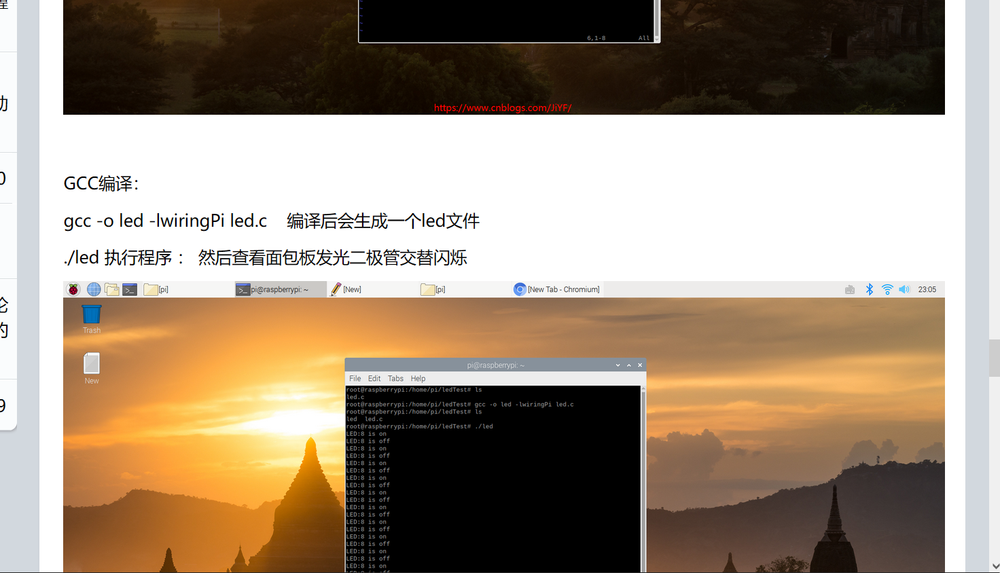 程
动
0
论
的
9
6,1-8 All
https://www.cnblogs.com/JiYF/
GCC编译：
gcc -o led -lwiringPi led.c 编译后会生成一个led文件
./led 执行程序： 然后查看面包板发光二极管交替闪烁
[pi] pi@raspberrypi: ~ [New] [pi] [New Tab - Chromium] 23:05
Trash
New
pi@raspberrypi: ~
File Edit Tabs Help
root@raspberrypi:/home/pi/ledTest# ls
led.c
root@raspberrypi:/home/pi/ledTest# gcc -o led -lwiringPi led.c
root@raspberrypi:/home/pi/ledTest# ls
led led.c
root@raspberrypi:/home/pi/ledTest# ./led
LED:8 is on
LED:8 is off
LED:8 is on
LED:8 is off
LED:8 is on
LED:8 is off
LED:8 is on
LED:8 is off
LED:8 is on
LED:8 is off
LED:8 is on
LED:8 is off
LED:8 is on
LED:8 is off
LED:8 is on
LED:8 is off
LED:8 is on
LED:8 is off
LED:8 is on